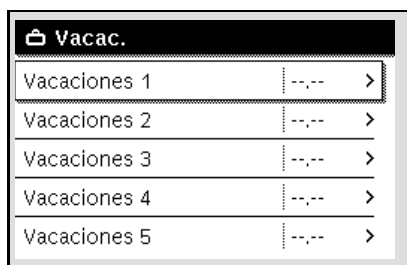 Vacac.
Vacaciones 1 --.-- >
Vacaciones 2 --.-- >
Vacaciones 3 --.-- >
Vacaciones 4 --.-- >
Vacaciones 5 --.-- >